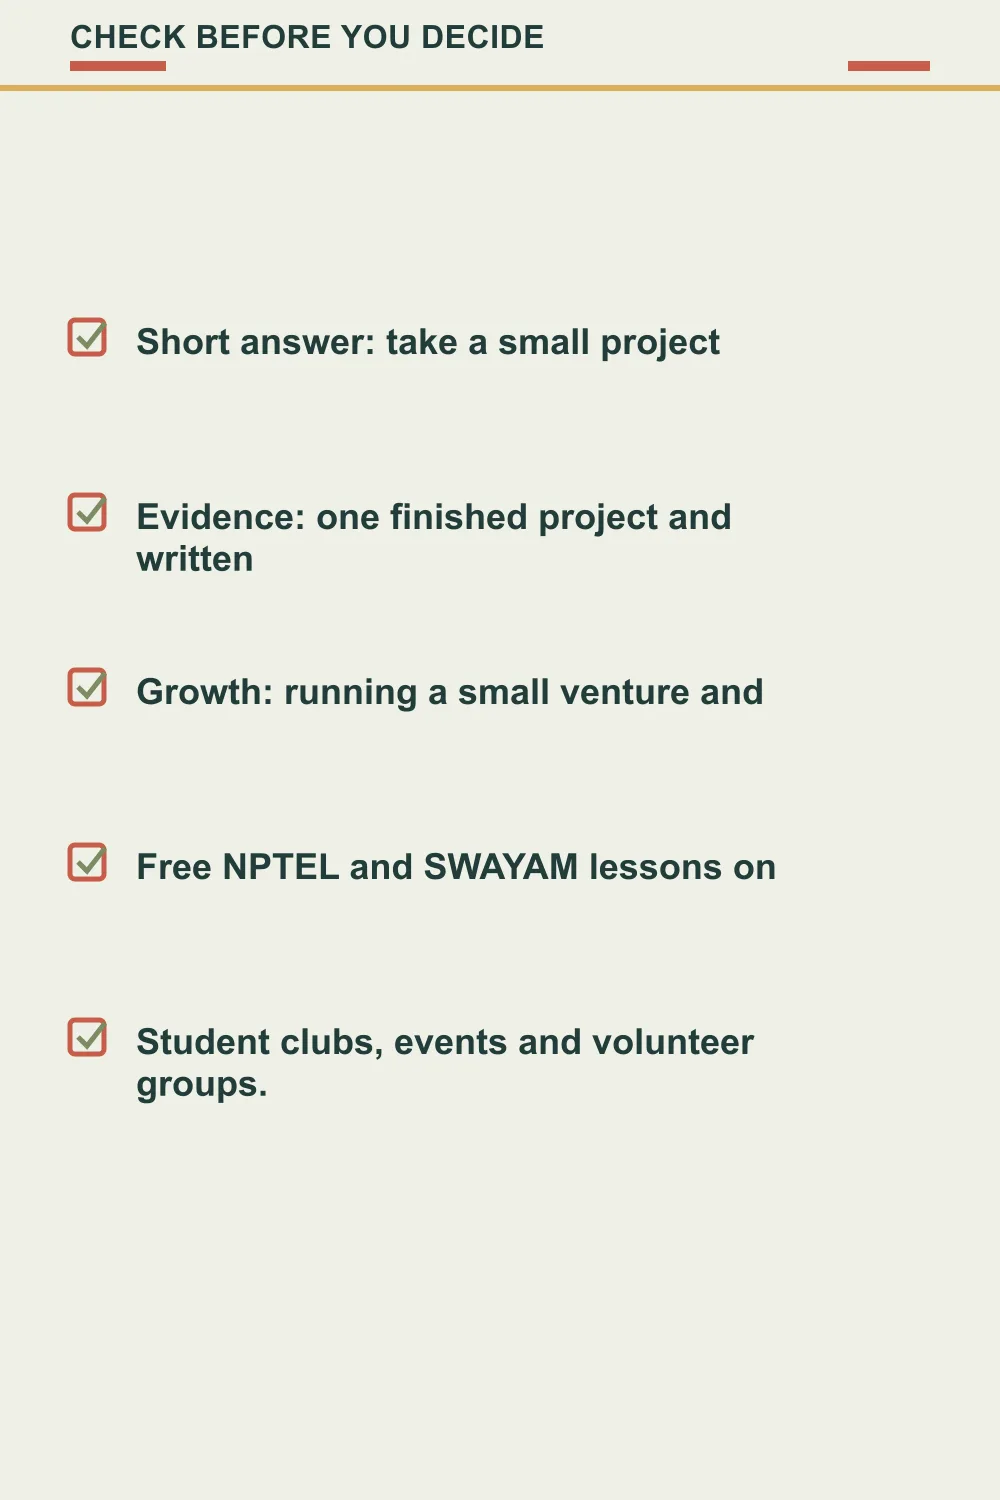 CHECK BEFORE YOU DECIDE
Short answer: take a small project
Evidence: one finished project and
written
Growth: running a small venture and
Free NPTEL and SWAYAM lessons on
Student clubs, events and volunteer
groups.